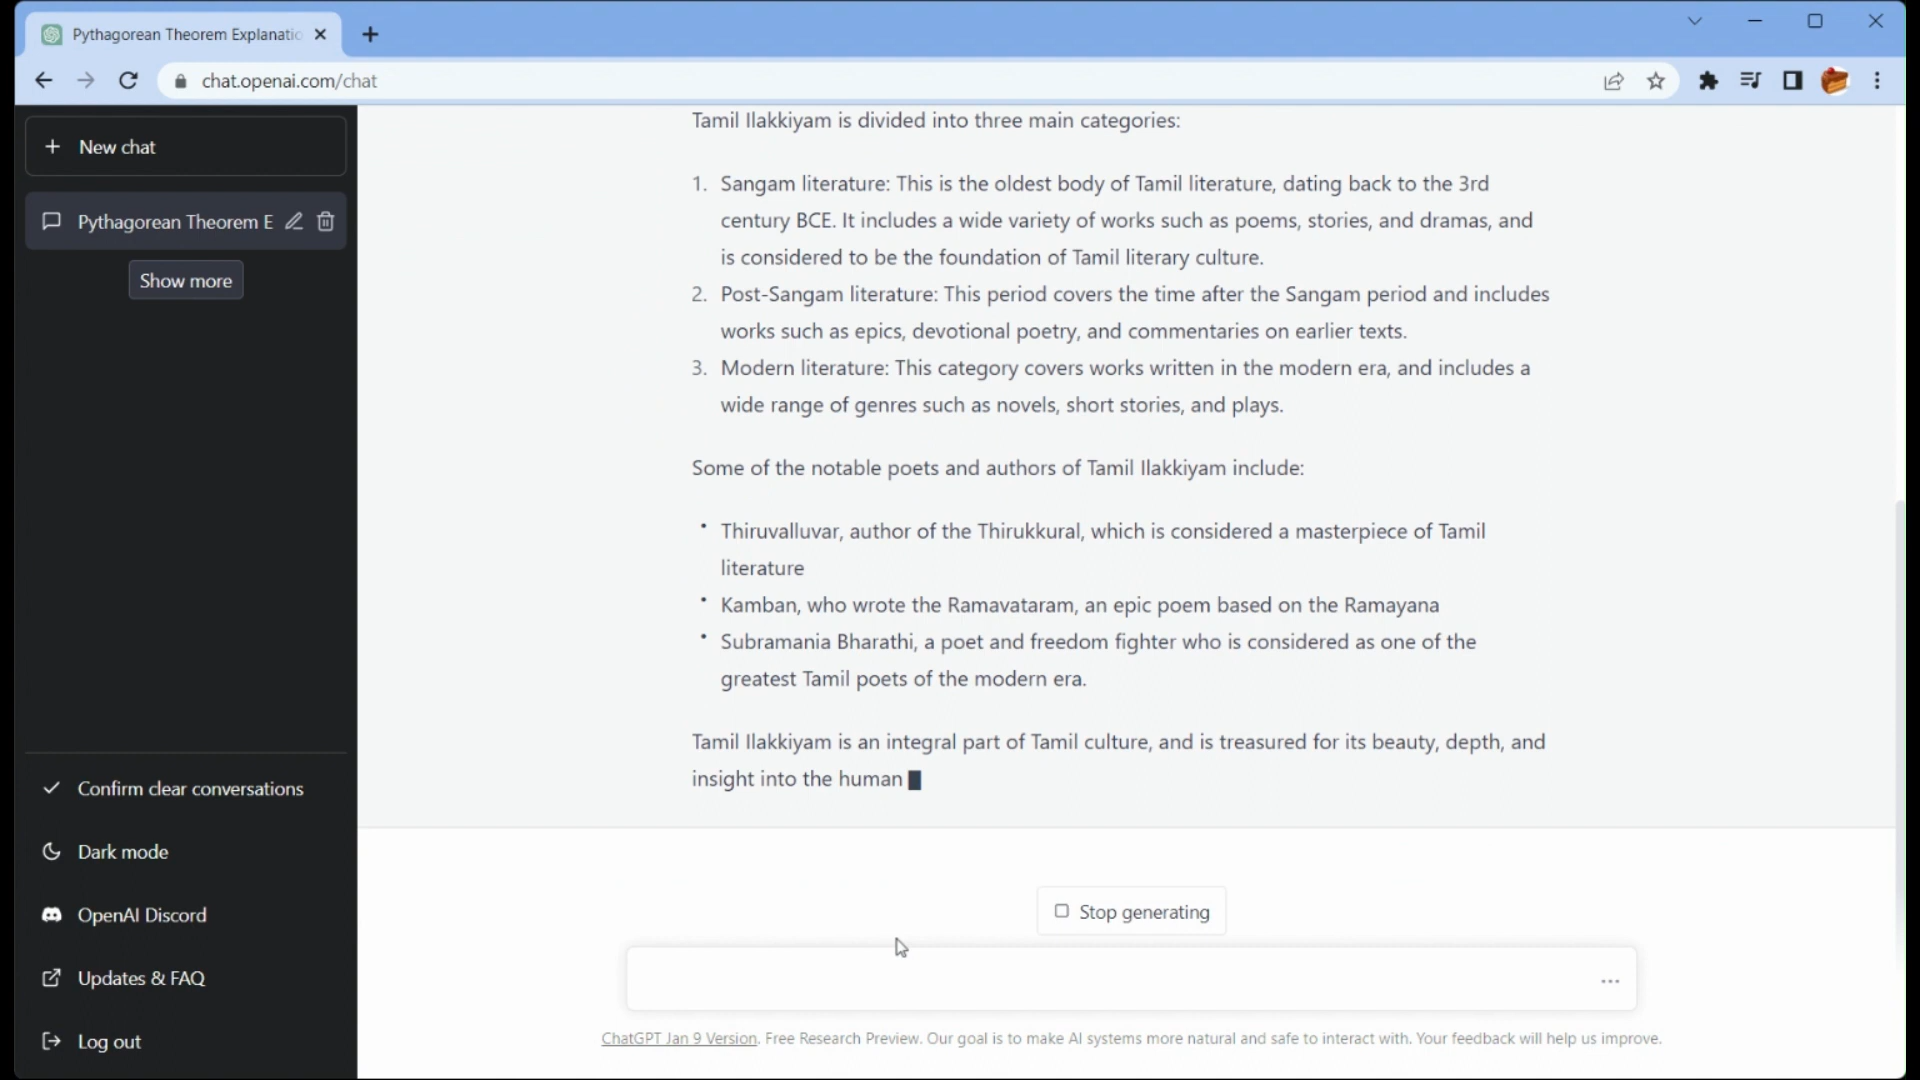 Pythagorean Theorem Explanatio
chat.openai.com/chat
New chat
Pythagorean Theorem E
Show more
Confirm clear conversations
Dark mode
OpenAI Discord
Updates & FAQ
Log out
Tamil Ilakkiyam is divided into three main categories:
1. Sangam literature: This is the oldest body of Tamil literature, dating back to the 3rd
century BCE. It includes a wide variety of works such as poems, stories, and dramas, and
is considered to be the foundation of Tamil literary culture.
2. Post-Sangam literature: This period covers the time after the Sangam period and includes
works such as epics, devotional poetry, and commentaries on earlier texts.
3. Modern literature: This category covers works written in the modern era, and includes a
wide range of genres such as novels, short stories, and plays.
Some of the notable poets and authors of Tamil Ilakkiyam include:
• Thiruvalluvar, author of the Thirukkural, which is considered a masterpiece of Tamil
literature
• Kamban, who wrote the Ramavataram, an epic poem based on the Ramayana
• Subramania Bharathi, a poet and freedom fighter who is considered as one of the
greatest Tamil poets of the modern era.
Tamil Ilakkiyam is an integral part of Tamil culture, and is treasured for its beauty, depth, and
insight into the human
Stop generating
ChatGPT Jan 9 Version. Free Research Preview. Our goal is to make AI systems more natural and safe to interact with. Your feedback will help us improve.